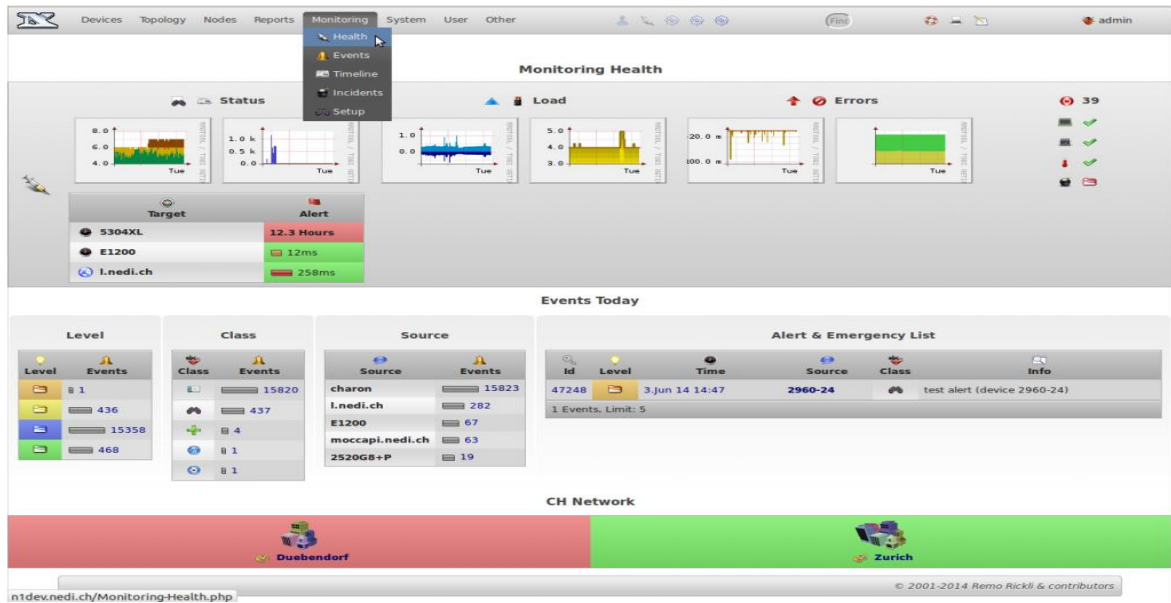 Devices Topology Nodes Reports Monitoring System User Other Find admin
Health
Events
Timeline
Incidents
Setup
Monitoring Health
Status Load Errors 39
8.0
6.0
4.0
Tue
1.0 k
0.5 k
0.0
Tue
1.0
0.0
Tue
5.0
4.0
3.0
Tue
-20.0 m
Tue
Tue
Target Alert
5304XL 12.3 Hours
E1200 12ms
l.nedi.ch 258ms
Events Today
Level
Level Events
1
436
15358
468
Class
Class Events
15820
437
4
1
1
Source
Source Events
charon 15823
l.nedi.ch 282
E1200 67
moccapi.nedi.ch 63
2520G8+P 19
Alert & Emergency List
Id Level Time Source Class Info
47248 3.Jun 14 14:47 2960-24 test alert (device 2960-24)
1 Events, Limit: 5
CH Network
Duebendorf
Zurich
© 2001-2014 Remo Rickli & contributors
n1dev.nedi.ch/Monitoring-Health.php